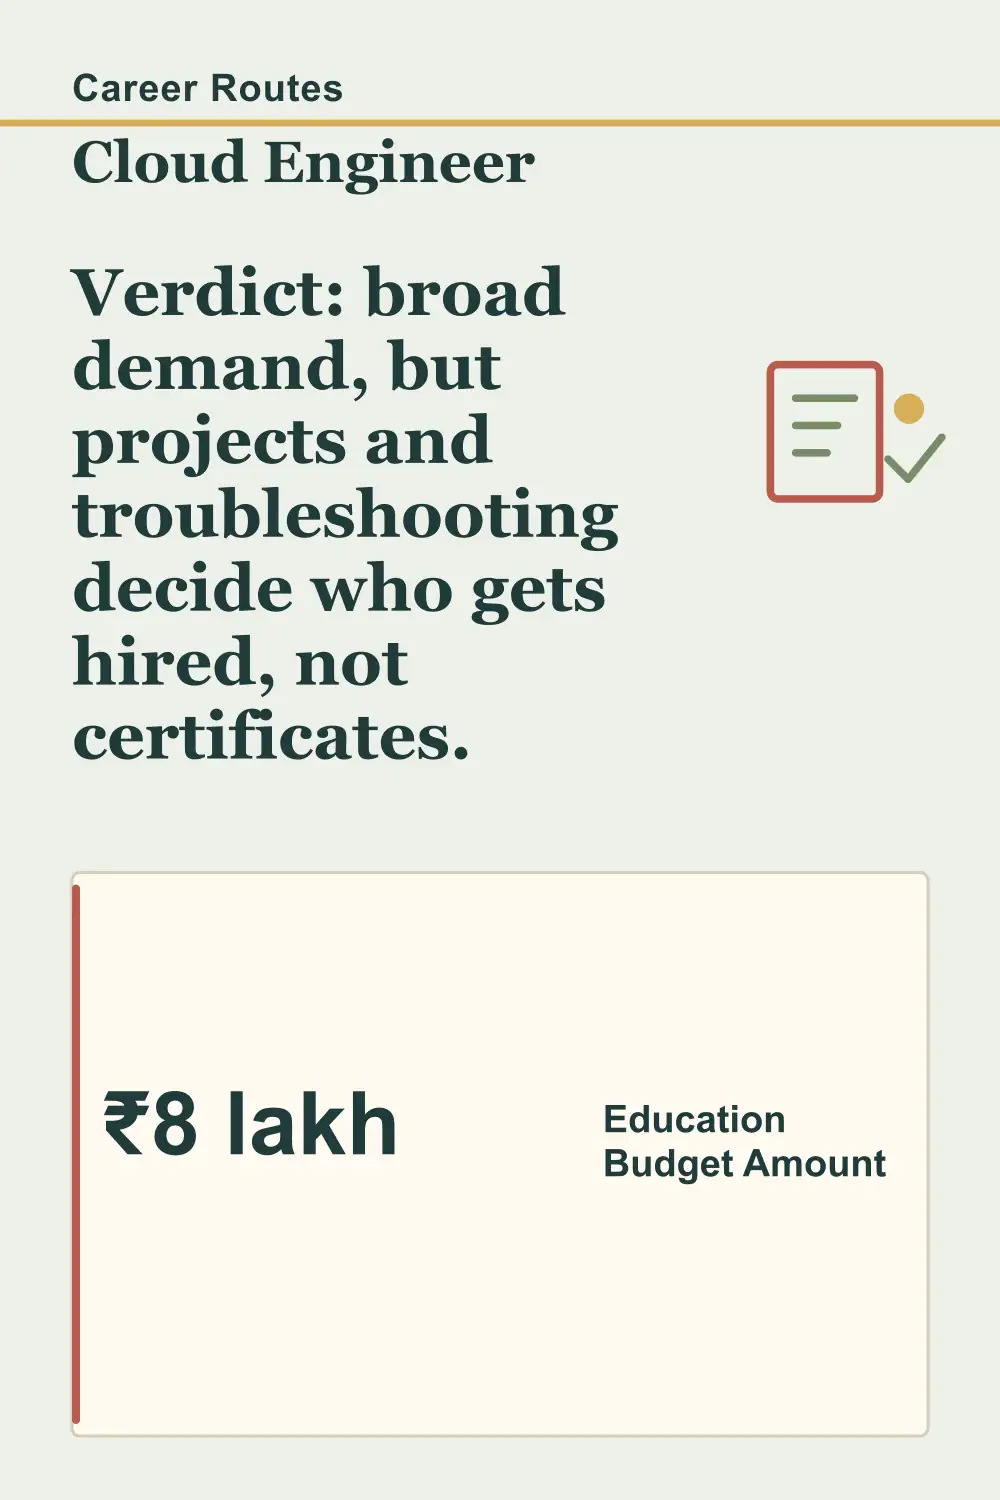 Career Routes
Cloud Engineer
Verdict: broad
demand, but
projects and
troubleshooting
decide who gets
hired, not
certificates.
₹8 lakh
Education
Budget Amount